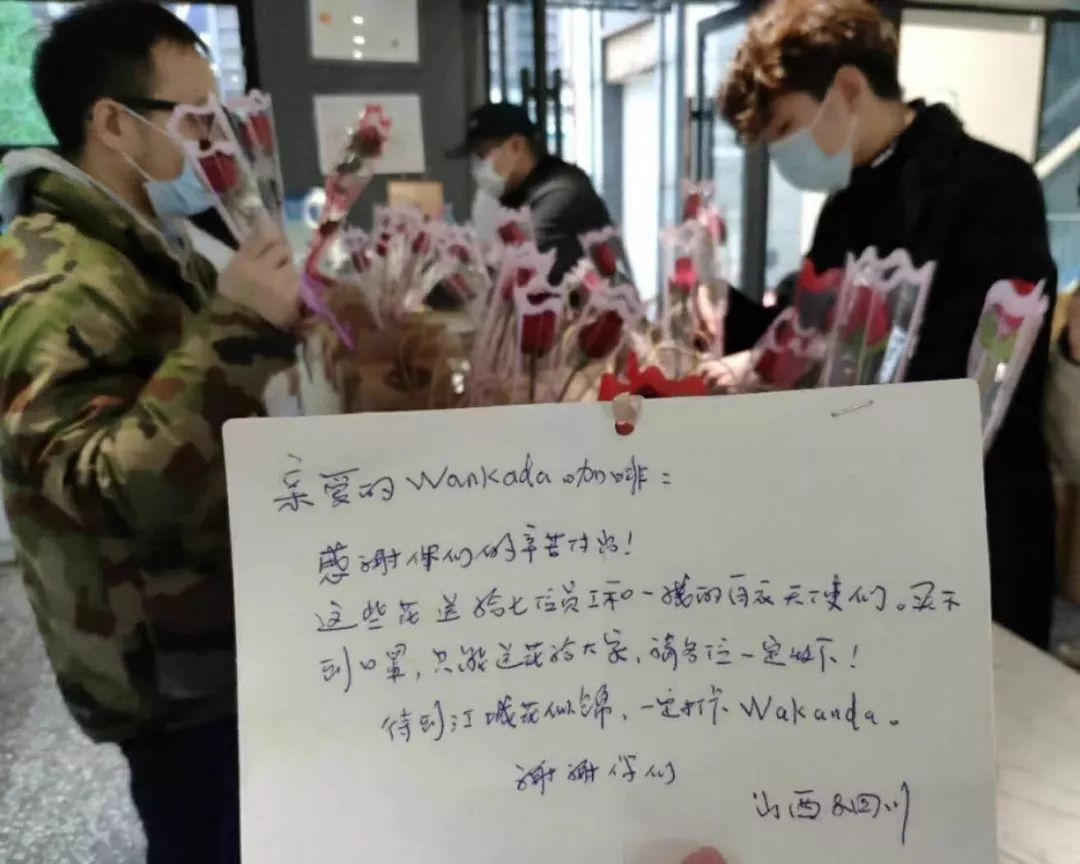 亲爱的Wankada咖啡：
感谢你们的辛苦付出！
这些花送给七位员工和一线的白衣天使们。买不
到口罩，只能送花给大家，请各位一定收下！
待到江城花似锦，一定打卡Wakanda。
谢谢你们
山西&四川